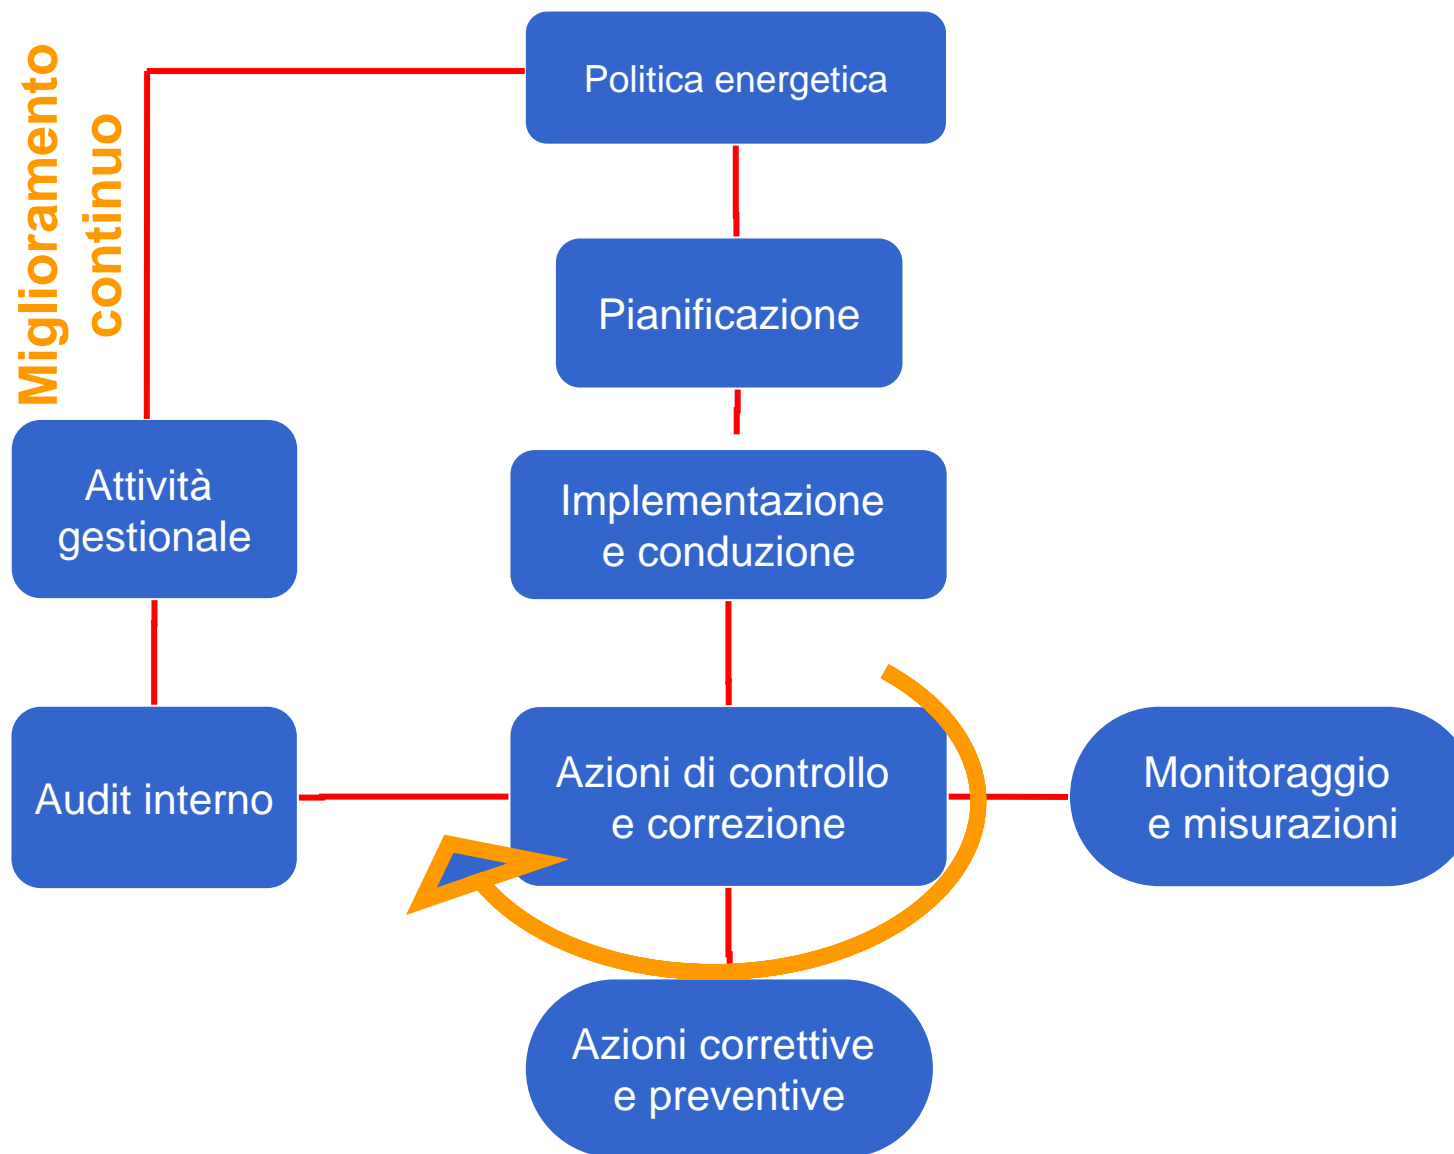 Miglioramento
continuo
Politica energetica
Pianificazione
Attività
gestionale
Implementazione
e conduzione
Audit interno
Azioni di controllo
e correzione
Monitoraggio
e misurazioni
Azioni correttive
e preventive